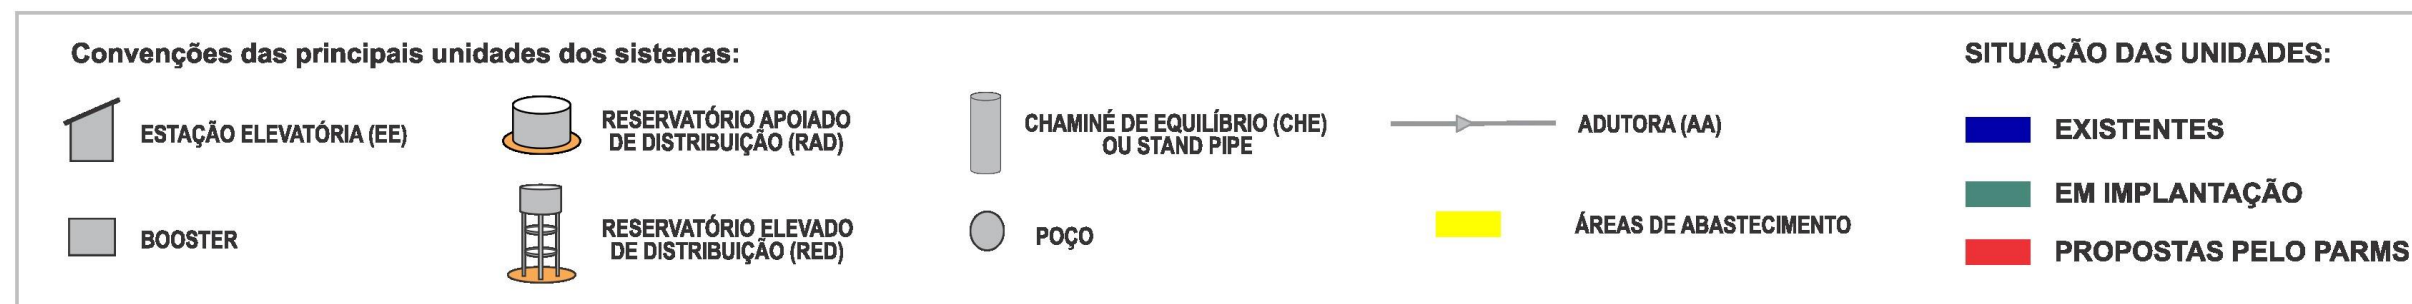 Convenções das principais unidades dos sistemas:
SITUAÇÃO DAS UNIDADES:
ESTAÇÃO ELEVATÓRIA (EE)
RESERVATÓRIO APOIADO
DE DISTRIBUIÇÃO (RAD)
CHAMINÉ DE EQUILÍBRIO (CHE)
OU STAND PIPE
ADUTORA (AA)
EXISTENTES
EM IMPLANTAÇÃO
BOOSTER
RESERVATÓRIO ELEVADO
DE DISTRIBUIÇÃO (RED)
POÇO
ÁREAS DE ABASTECIMENTO
PROPOSTAS PELO PARMS